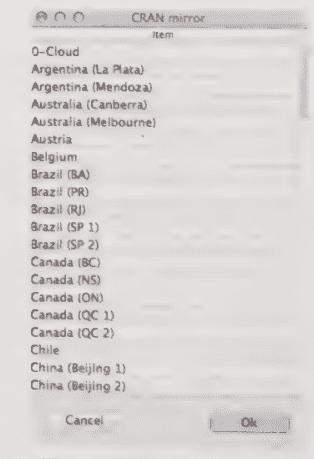 CRAN mirror
Item
0-Cloud
Argentina (La Plata)
Argentina (Mendoza)
Australia (Canberra)
Australia (Melbourne)
Austria
Belgium
Brazil (BA)
Brazil (PR)
Brazil (RJ)
Brazil (SP 1)
Brazil (SP 2)
Canada (BC)
Canada (NS)
Canada (ON)
Canada (QC 1)
Canada (QC 2)
Chile
China (Beijing 1)
China (Beijing 2)
Cancel Ok